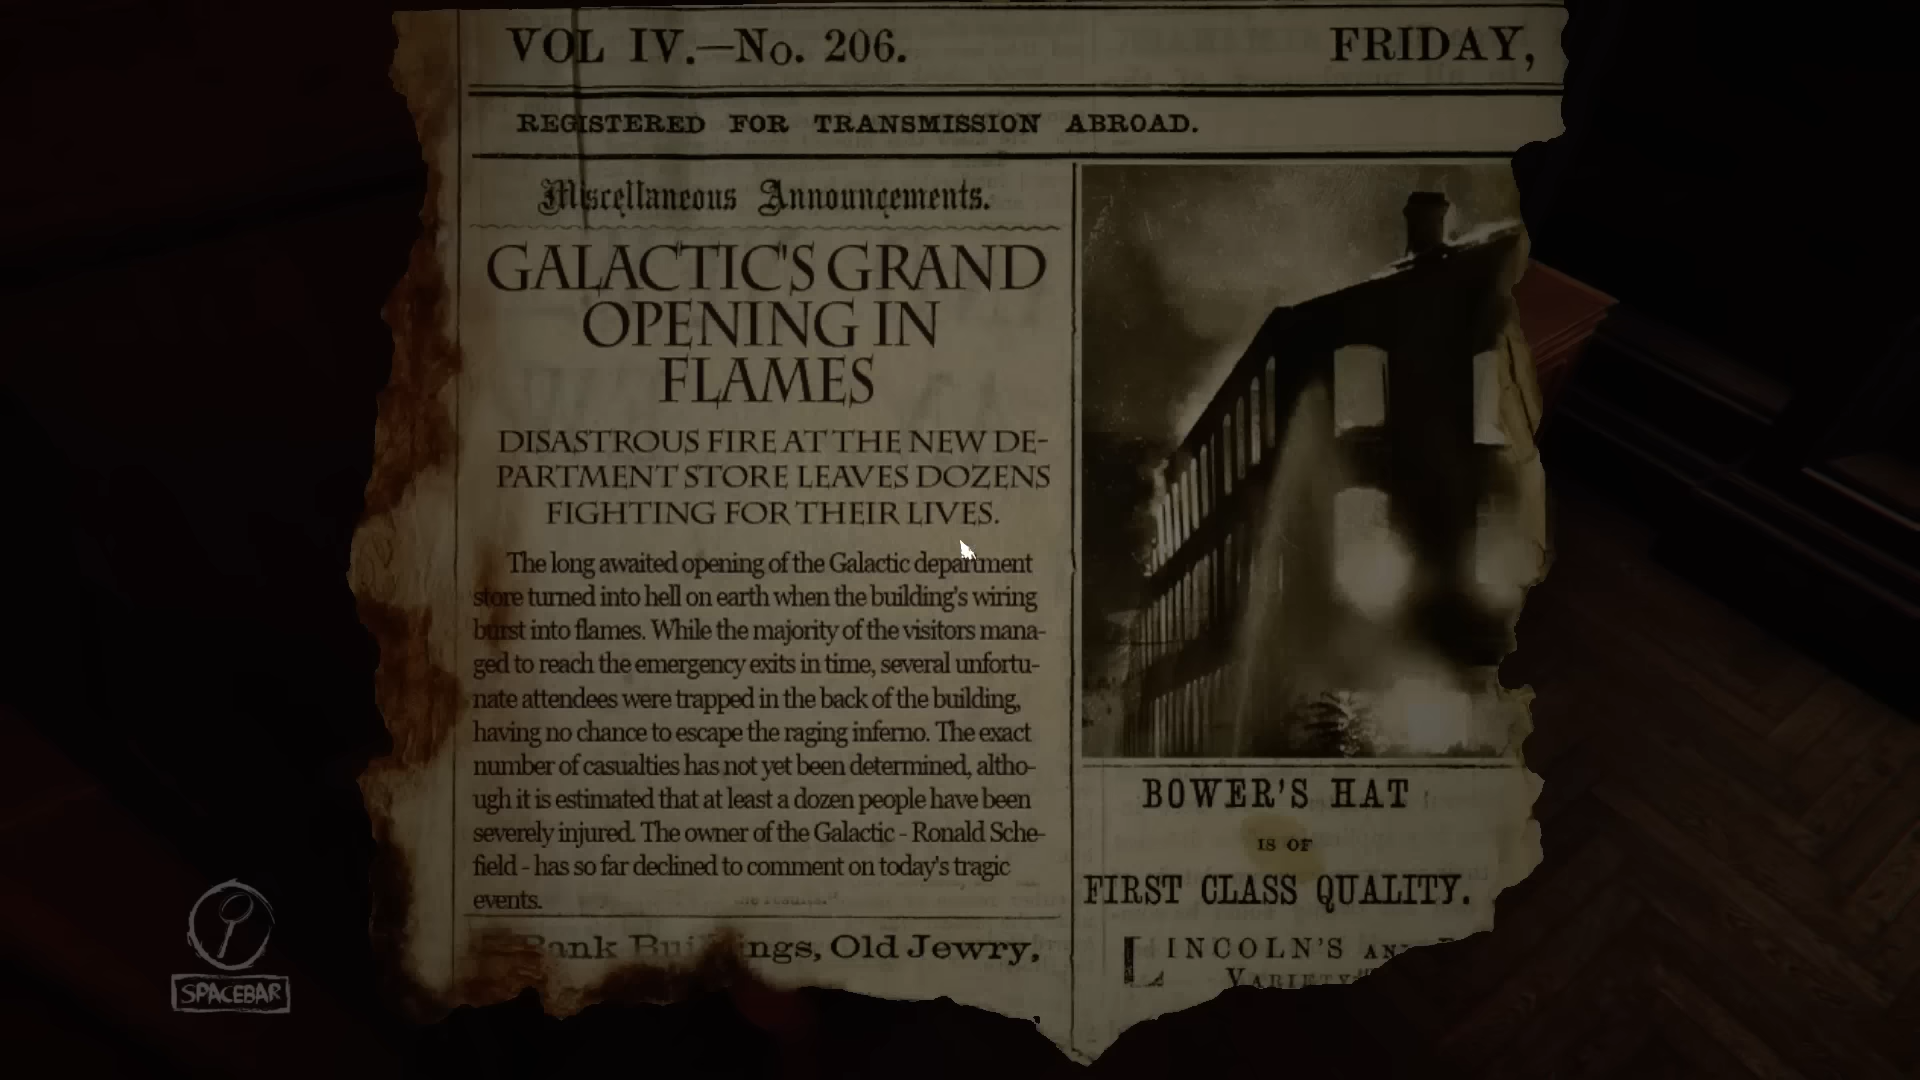 VOL IV.—No. 206.
FRIDAY,
REGISTERED FOR TRANSMISSION ABROAD.
Miscellaneous Announcements.
GALACTIC'S GRAND
OPENING IN
FLAMES
DISASTROUS FIRE AT THE NEW DE-
PARTMENT STORE LEAVES DOZENS
FIGHTING FOR THEIR LIVES.
The long awaited opening of the Galactic department
store turned into hell on earth when the building's wiring
burst into flames. While the majority of the visitors mana-
ged to reach the emergency exits in time, several unfortu-
nate attendees were trapped in the back of the building,
having no chance to escape the raging inferno. The exact
number of casualties has not yet been determined, altho-
ugh it is estimated that at least a dozen people have been
severely injured. The owner of the Galactic - Ronald Sche-
field - has so far declined to comment on today's tragic
events.
Bank Buildings, Old Jewry,
BOWER'S HAT
IS OF
FIRST CLASS QUALITY.
LINCOLN'S
VARIETY
SPACEBAR